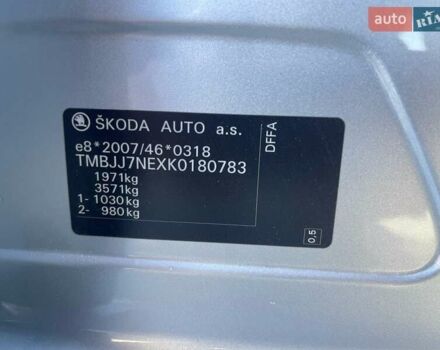 auto RIA
ŠKODA AUTO a.s.
DFFA
e8*2007/46*0318
TMBJJ7NEXK0180783
1971kg
3571kg
1- 1030kg
2- 980kg
0,5